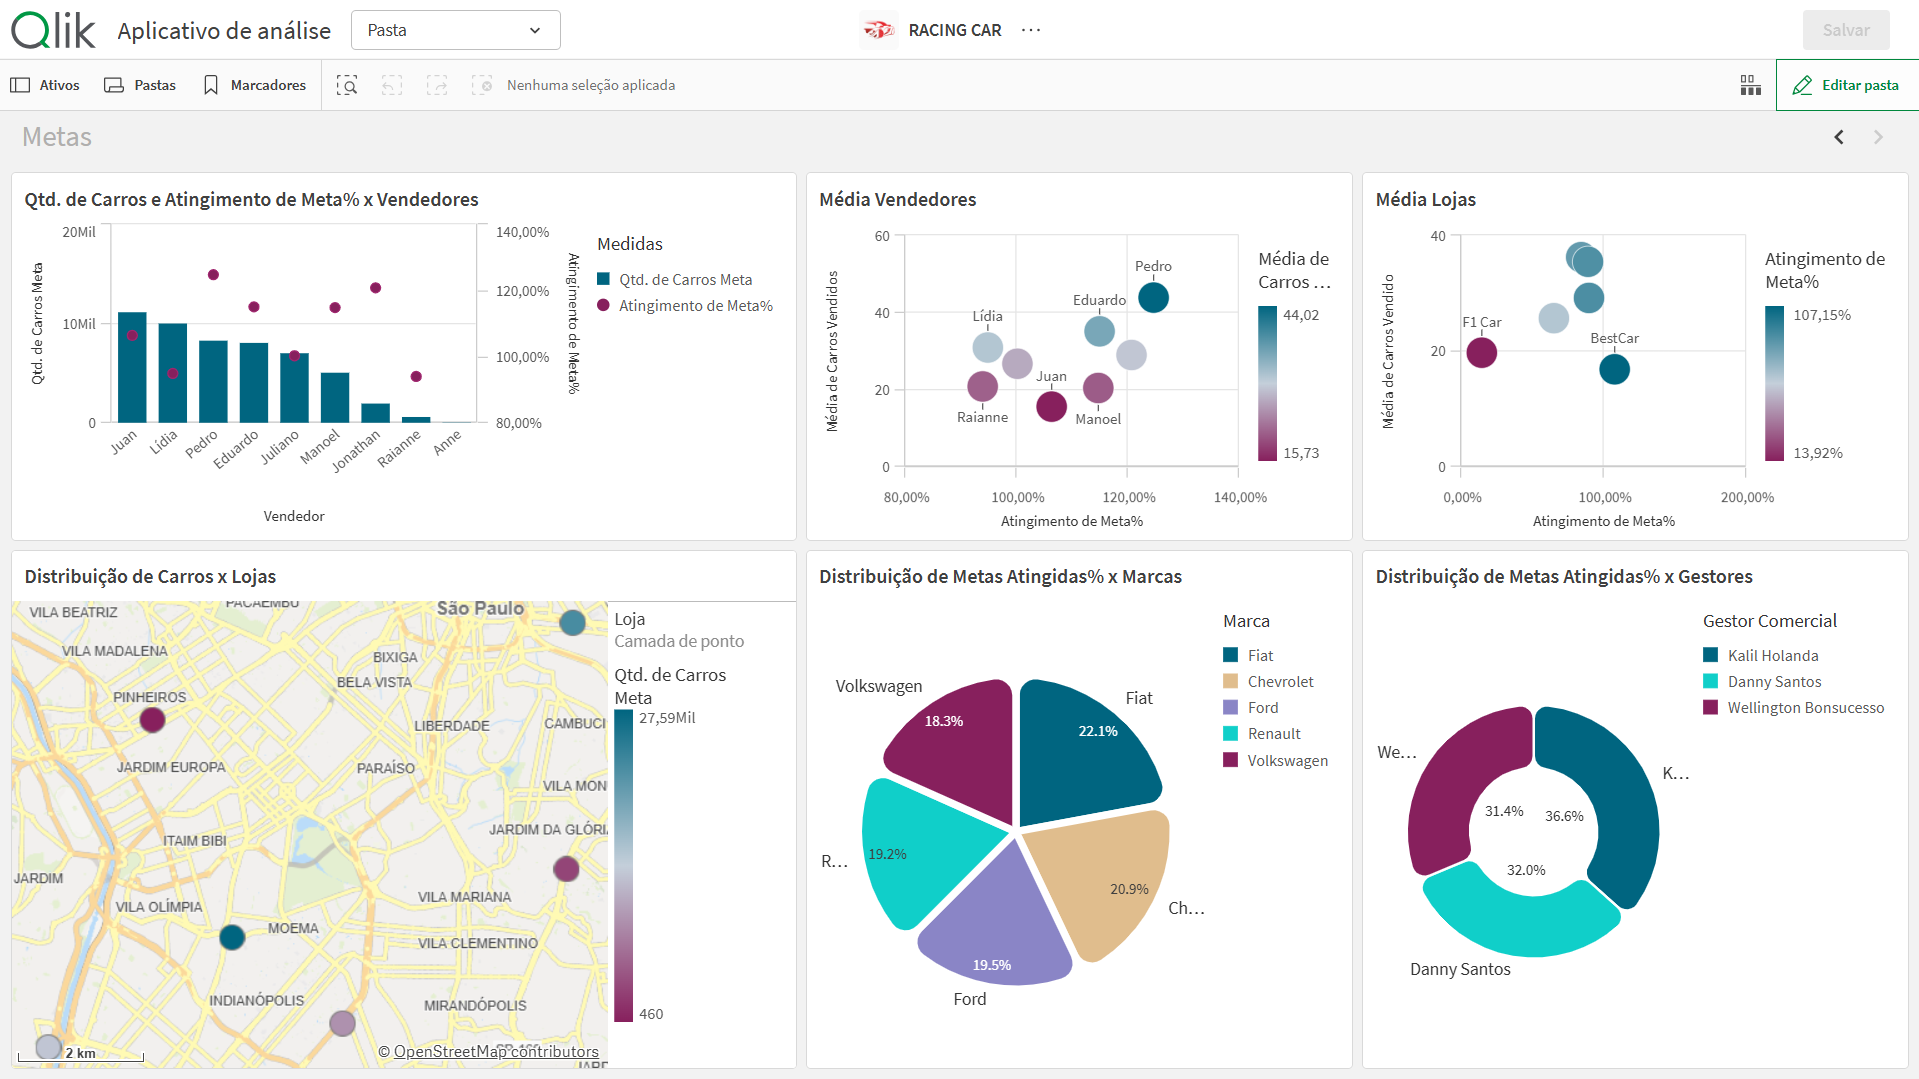 Qlik
Aplicativo de análise
Pasta
RACING CAR
Salvar
Ativos
Pastas
Marcadores
Nenhuma seleção aplicada
Editar pasta
Metas
Qtd. de Carros e Atingimento de Meta% x Vendedores
Qtd. de Carros Meta
20Mil
10Mil
0
140,00%
120,00%
100,00%
80,00%
Atingimento de Meta%
Juan
Lídia
Pedro
Eduardo
Juliano
Manoel
Jonathan
Raianne
Anne
Vendedor
Medidas
Qtd. de Carros Meta
Atingimento de Meta%
Média Vendedores
Média de Carros Vendidos
60
40
20
0
Pedro
Eduardo
Lídia
Juan
Raianne
Manoel
80,00%
100,00%
120,00%
140,00%
Atingimento de Meta%
Média de
Carros ...
44,02
15,73
Média Lojas
Média de Carros Vendido
40
20
0
F1 Car
BestCar
0,00%
100,00%
200,00%
Atingimento de Meta%
Atingimento de
Meta%
107,15%
13,92%
Distribuição de Carros x Lojas
VILA BEATRIZ
PACAEMBU
São Paulo
VILA MADALENA
BIXIGA
BELA VISTA
PINHEIROS
LIBERDADE
CAMBUCI
JARDIM EUROPA
PARAÍSO
VILA MON
JARDIM DA GLÓRI
ITAIM BIBI
JARDIM
VILA MARIANA
VILA OLÍMPIA
MOEMA
VILA CLEMENTINO
INDIANÓPOLIS
MIRANDÓPOLIS
2 km
© OpenStreetMap contributors
Loja
Camada de ponto
Qtd. de Carros
Meta
27,59Mil
460
Distribuição de Metas Atingidas% x Marcas
Volkswagen
18.3%
Fiat
22.1%
R...
19.2%
20.9%
Ch...
19.5%
Ford
Marca
Fiat
Chevrolet
Ford
Renault
Volkswagen
Distribuição de Metas Atingidas% x Gestores
We...
K...
31.4%
36.6%
32.0%
Danny Santos
Gestor Comercial
Kalil Holanda
Danny Santos
Wellington Bonsucesso